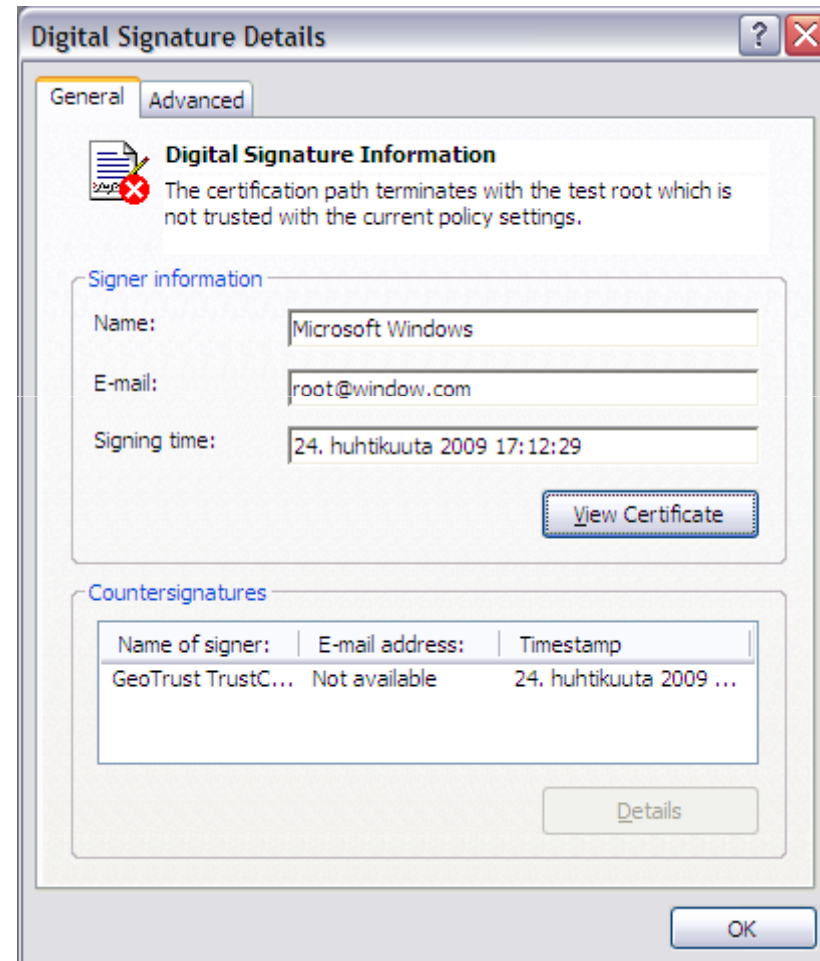 Digital Signature Details
General Advanced
Digital Signature Information
The certification path terminates with the test root which is
not trusted with the current policy settings.
Signer information
Name: Microsoft Windows
E-mail: root@window.com
Signing time: 24. huhtikuuta 2009 17:12:29
View Certificate
Countersignatures
Name of signer: E-mail address: Timestamp
GeoTrust TrustC... Not available 24. huhtikuuta 2009 ...
Details
OK